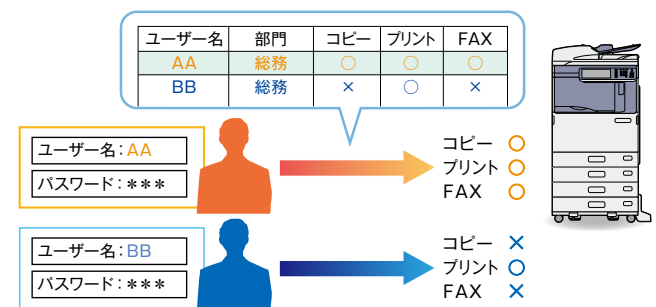 ユーザー名 部門 コピー プリント FAX
AA 総務 ○ ○ ○
BB 総務 × ○ ×
ユーザー名：AA
パスワード：＊＊＊
コピー ○
プリント ○
FAX ○
ユーザー名：BB
パスワード：＊＊＊
コピー ×
プリント ○
FAX ×